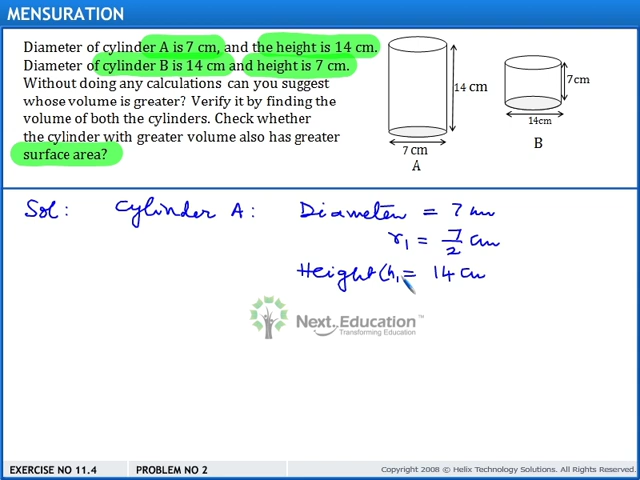 MENSURATION
Diameter of cylinder A is 7 cm, and the height is 14 cm.
Diameter of cylinder B is 14 cm and height is 7 cm.
Without doing any calculations can you suggest
whose volume is greater? Verify it by finding the
volume of both the cylinders. Check whether
the cylinder with greater volume also has greater
surface area?
14 cm
7 cm
A
7cm
14cm
B
Sol: Cylinder A: Diameter = 7 cm
r₁ = 7/2 cm
Height (h₁ = 14 cm
Next Education™
Transforming Education
EXERCISE NO 11.4
PROBLEM NO 2
Copyright 2008 © Helix Technology Solutions. All Rights Reserved.